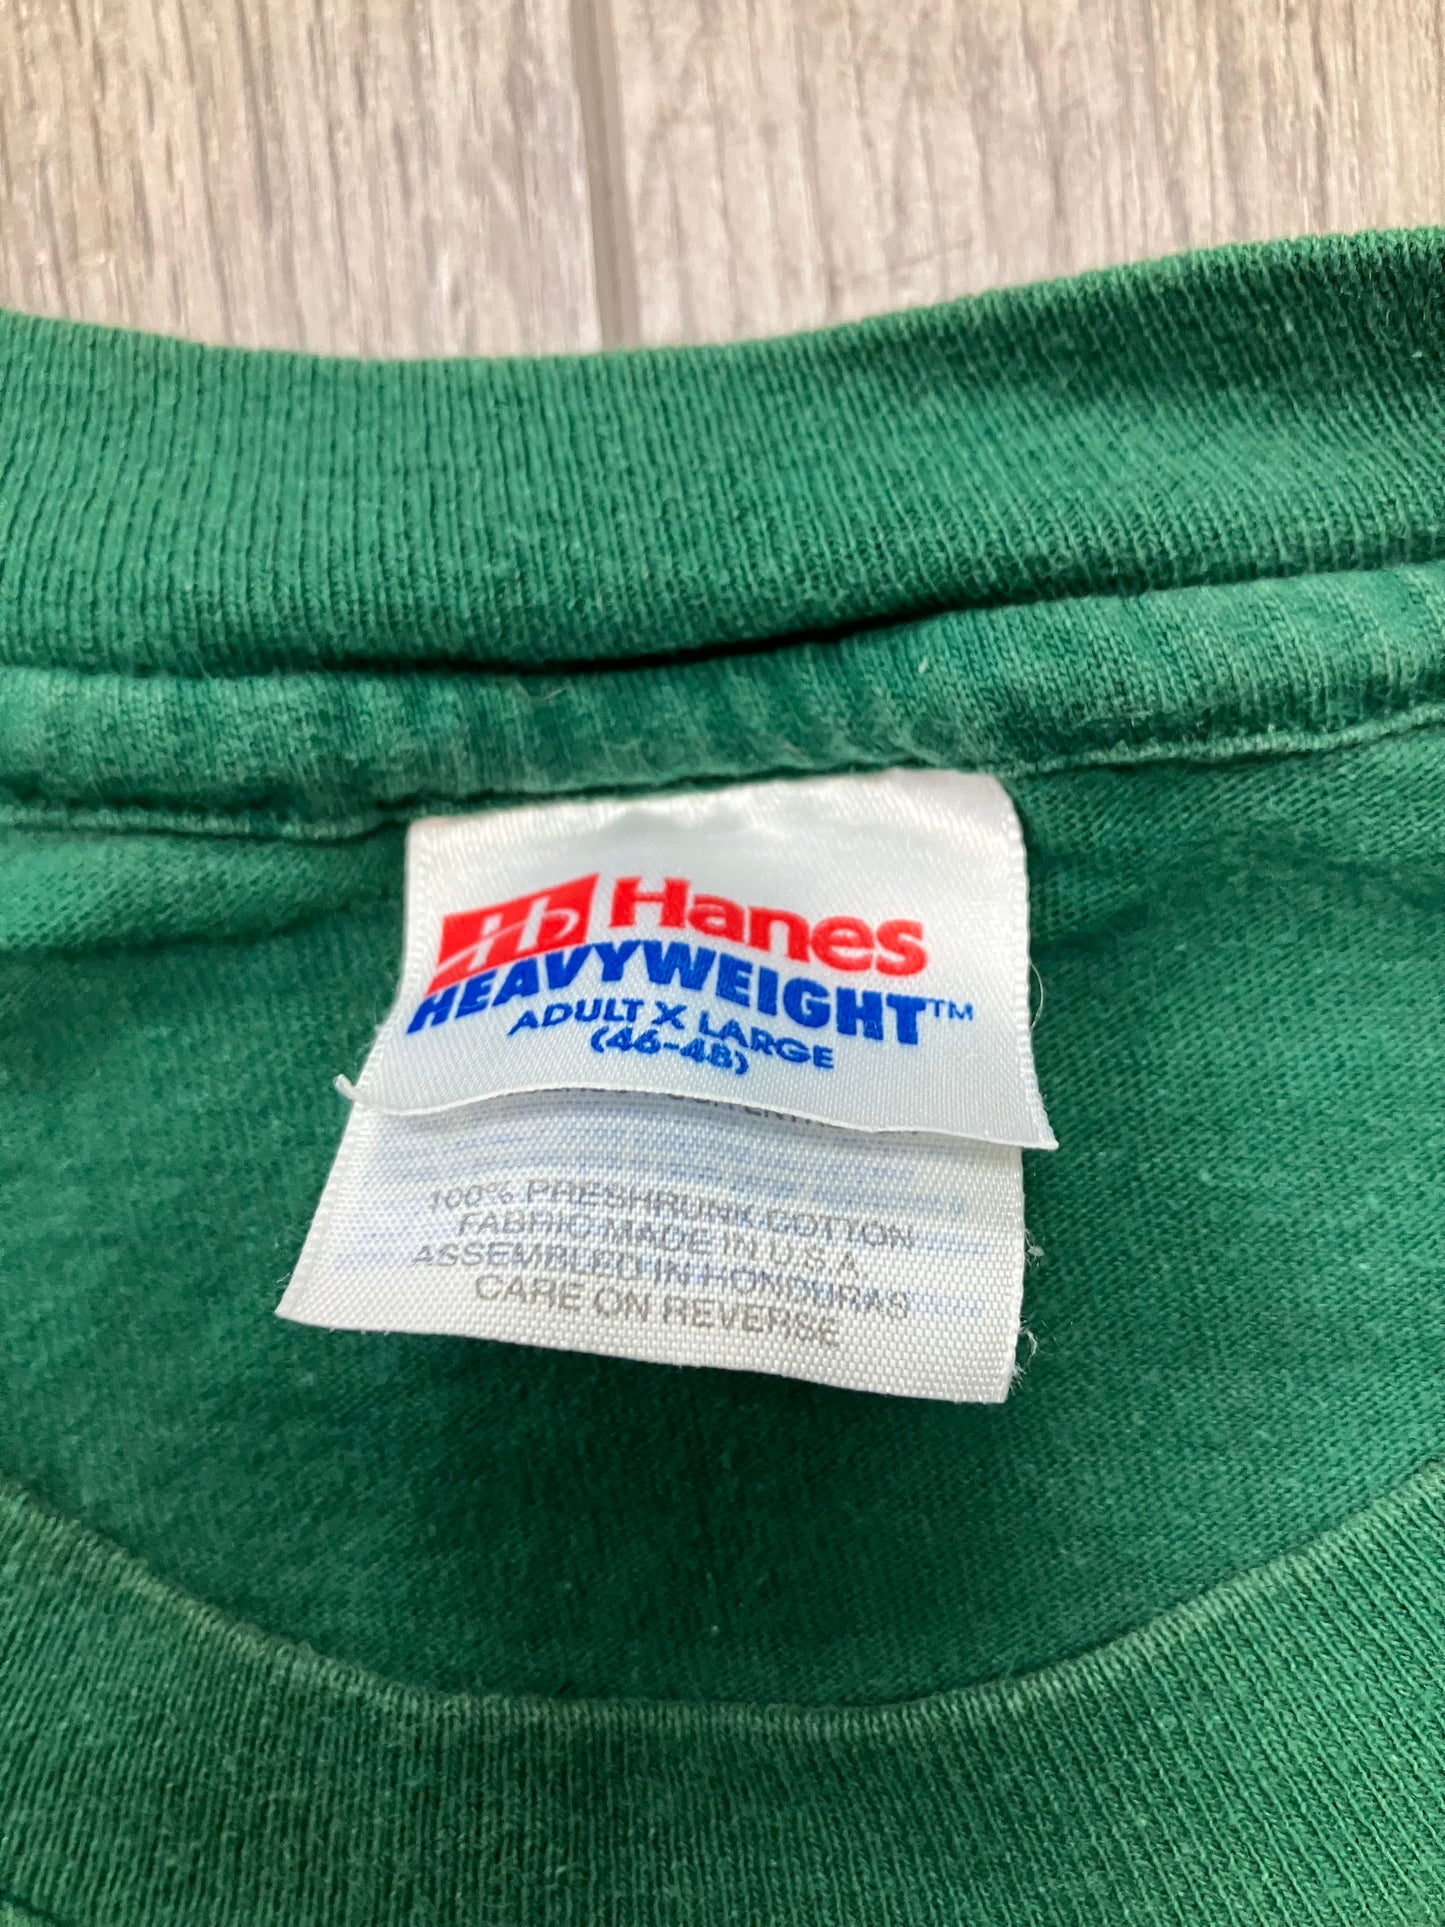 Hanes
HEAVYWEIGHT™
ADULT X LARGE
(46-48)
100% PRESHRUNK COTTON
FABRIC MADE IN U.S.A.
ASSEMBLED IN HONDURAS
CARE ON REVERSE